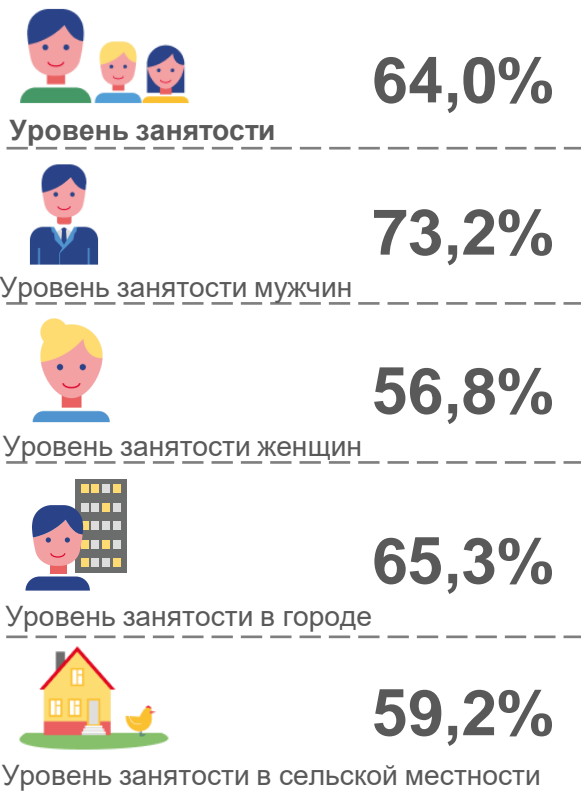 64,0%
Уровень занятости
73,2%
Уровень занятости мужчин
56,8%
Уровень занятости женщин
65,3%
Уровень занятости в городе
59,2%
Уровень занятости в сельской местности